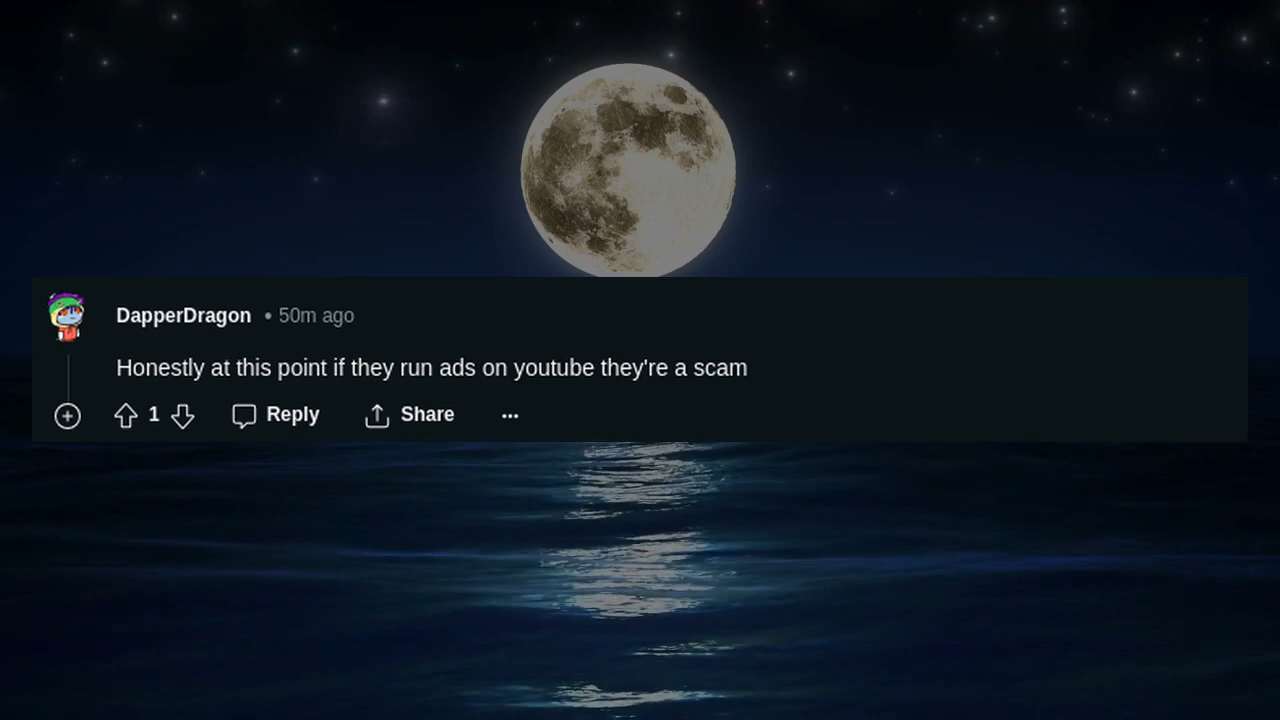 DapperDragon • 50m ago
Honestly at this point if they run ads on youtube they're a scam
1 Reply Share ...